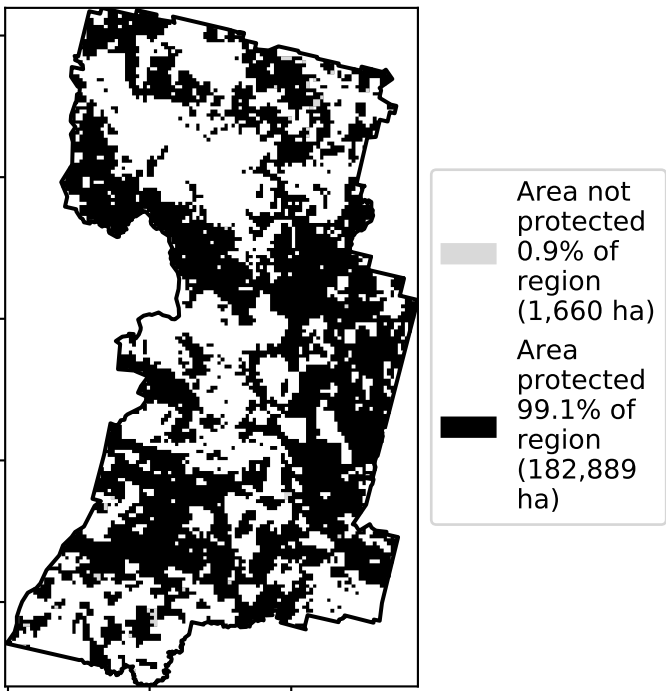 Area not
protected
0.9% of
region
(1,660 ha)
Area
protected
99.1% of
region
(182,889
ha)